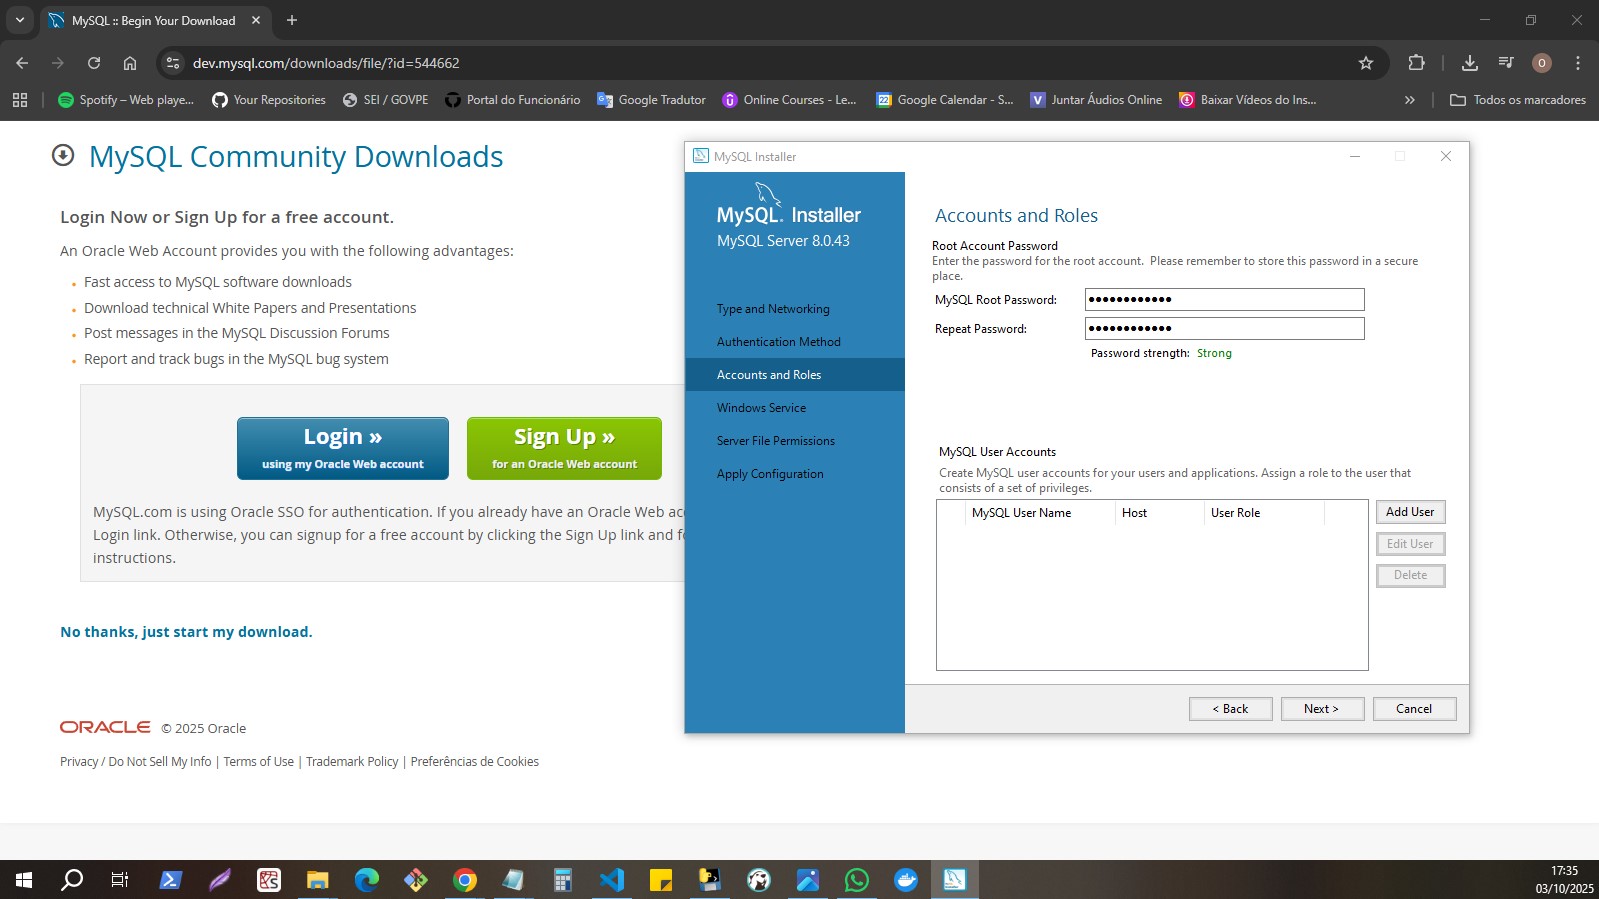 MySQL :: Begin Your Download
dev.mysql.com/downloads/file/?id=544662
O
Spotify – Web playe...
Your Repositories
SEI / GOVPE
Portal do Funcionário
Google Tradutor
Online Courses - Le...
Google Calendar - S...
Juntar Áudios Online
Baixar Vídeos do Ins...
Todos os marcadores
MySQL Community Downloads
Login Now or Sign Up for a free account.
An Oracle Web Account provides you with the following advantages:
Fast access to MySQL software downloads
Download technical White Papers and Presentations
Post messages in the MySQL Discussion Forums
Report and track bugs in the MySQL bug system
Login »
using my Oracle Web account
Sign Up »
for an Oracle Web account
MySQL.com is using Oracle SSO for authentication. If you already have an Oracle Web
Login link. Otherwise, you can signup for a free account by clicking the Sign Up link and
instructions.
No thanks, just start my download.
ORACLE © 2025 Oracle
Privacy / Do Not Sell My Info | Terms of Use | Trademark Policy | Preferências de Cookies
MySQL Installer
MySQL. Installer
MySQL Server 8.0.43
Type and Networking
Authentication Method
Accounts and Roles
Windows Service
Server File Permissions
Apply Configuration
Accounts and Roles
Root Account Password
Enter the password for the root account. Please remember to store this password in a secure
place.
MySQL Root Password: ••••••••••••
Repeat Password: ••••••••••••
Password strength: Strong
MySQL User Accounts
Create MySQL user accounts for your users and applications. Assign a role to the user that
consists of a set of privileges.
MySQL User Name
Host
User Role
Add User
Edit User
Delete
< Back
Next >
Cancel
17:35
03/10/2025